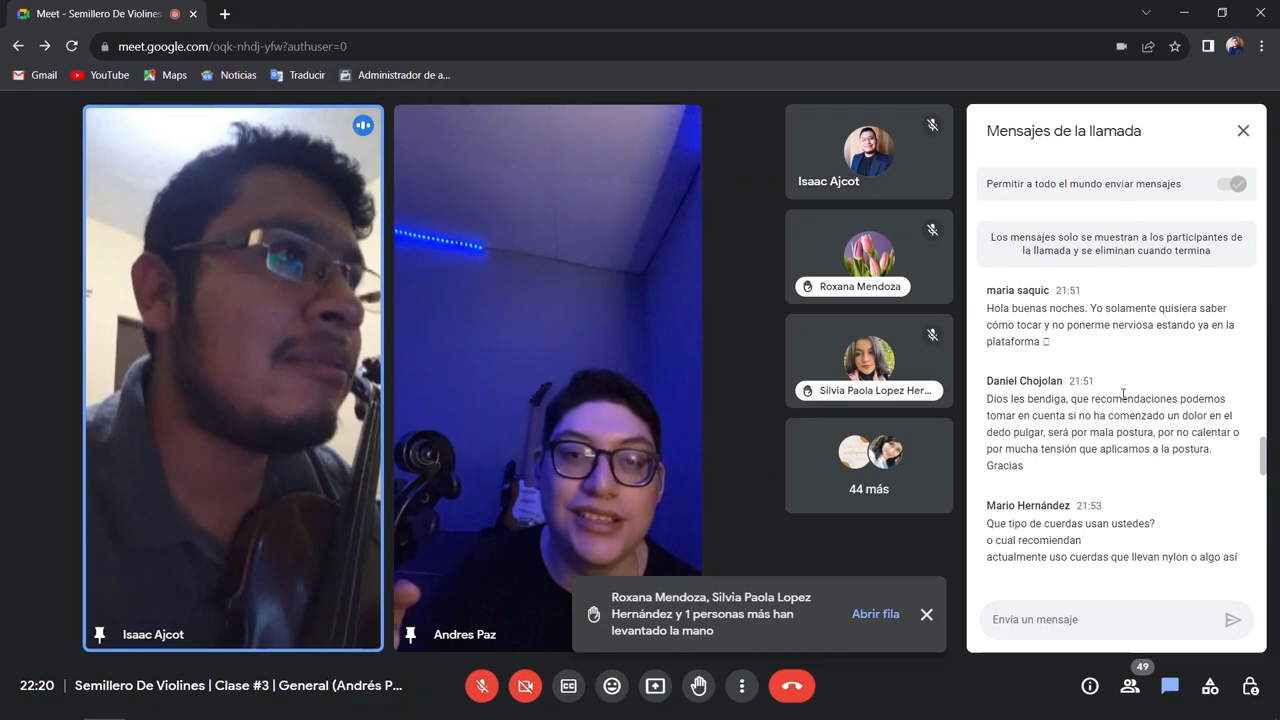 Meet - Semillero De Violines
meet.google.com/oqk-nhdj-yfw?authuser=0
Gmail
YouTube
Maps
Noticias
Traducir
Administrador de a...
Isaac Ajcot
Roxana Mendoza
Silvia Paola Lopez Her...
44 más
Isaac Ajcot
Andres Paz
Roxana Mendoza, Silvia Paola Lopez
Hernández y 1 personas más han
levantado la mano
Abrir fila
Mensajes de la llamada
Permitir a todo el mundo enviar mensajes
Los mensajes solo se muestran a los participantes de
la llamada y se eliminan cuando termina
maria saquic 21:51
Hola buenas noches. Yo solamente quisiera saber
cómo tocar y no ponerme nerviosa estando ya en la
plataforma
Daniel Chojolan 21:51
Dios les bendiga, que recomendaciones podemos
tomar en cuenta si no ha comenzado un dolor en el
dedo pulgar, será por mala postura, por no calentar o
por mucha tensión que aplicamos a la postura.
Gracias
Mario Hernández 21:53
Que tipo de cuerdas usan ustedes?
o cual recomiendan
actualmente uso cuerdas que llevan nylon o algo así
Envía un mensaje
22:20 | Semillero De Violines | Clase #3 | General (Andrés P...
49